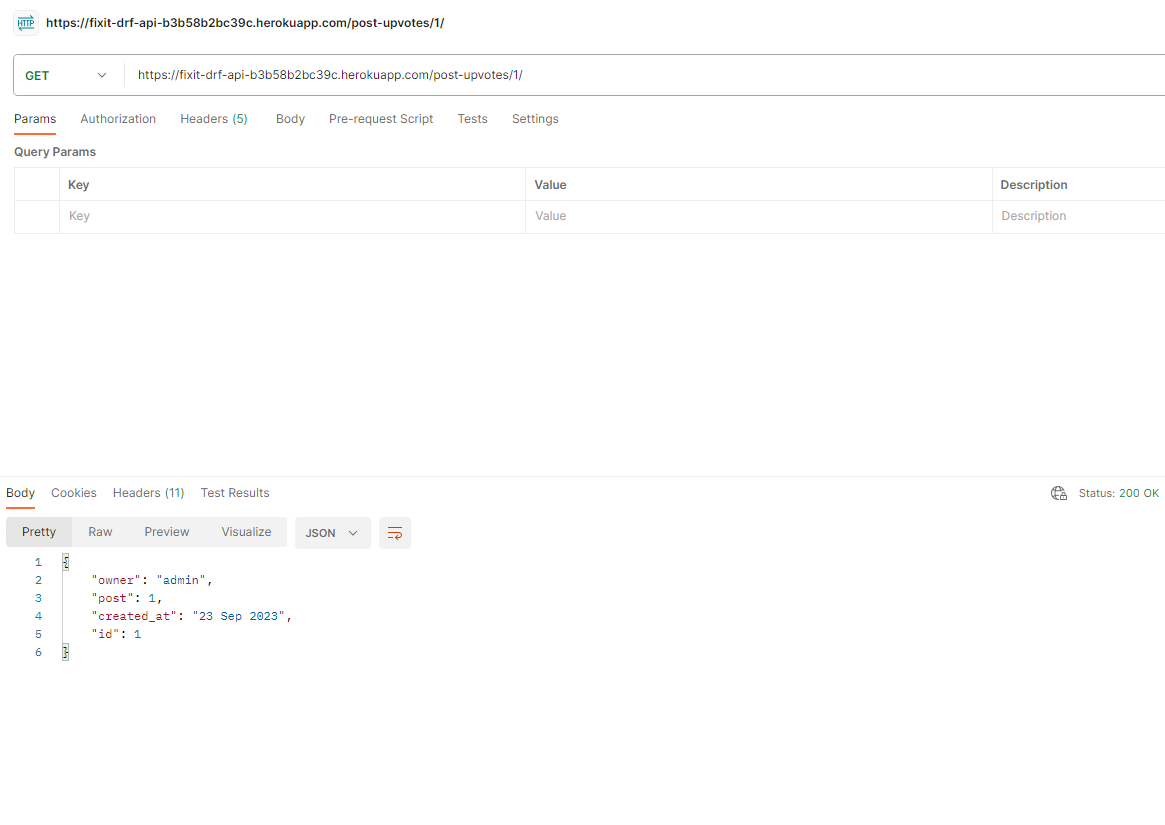 HTTP https://fixit-drf-api-b3b58b2bc39c.herokuapp.com/post-upvotes/1/
GET https://fixit-drf-api-b3b58b2bc39c.herokuapp.com/post-upvotes/1/
Params Authorization Headers (5) Body Pre-request Script Tests Settings
Query Params
Key Value Description
Key Value Description
Body Cookies Headers (11) Test Results Status: 200 OK
Pretty Raw Preview Visualize JSON
1 {
2 "owner": "admin",
3 "post": 1,
4 "created_at": "23 Sep 2023",
5 "id": 1
6 }